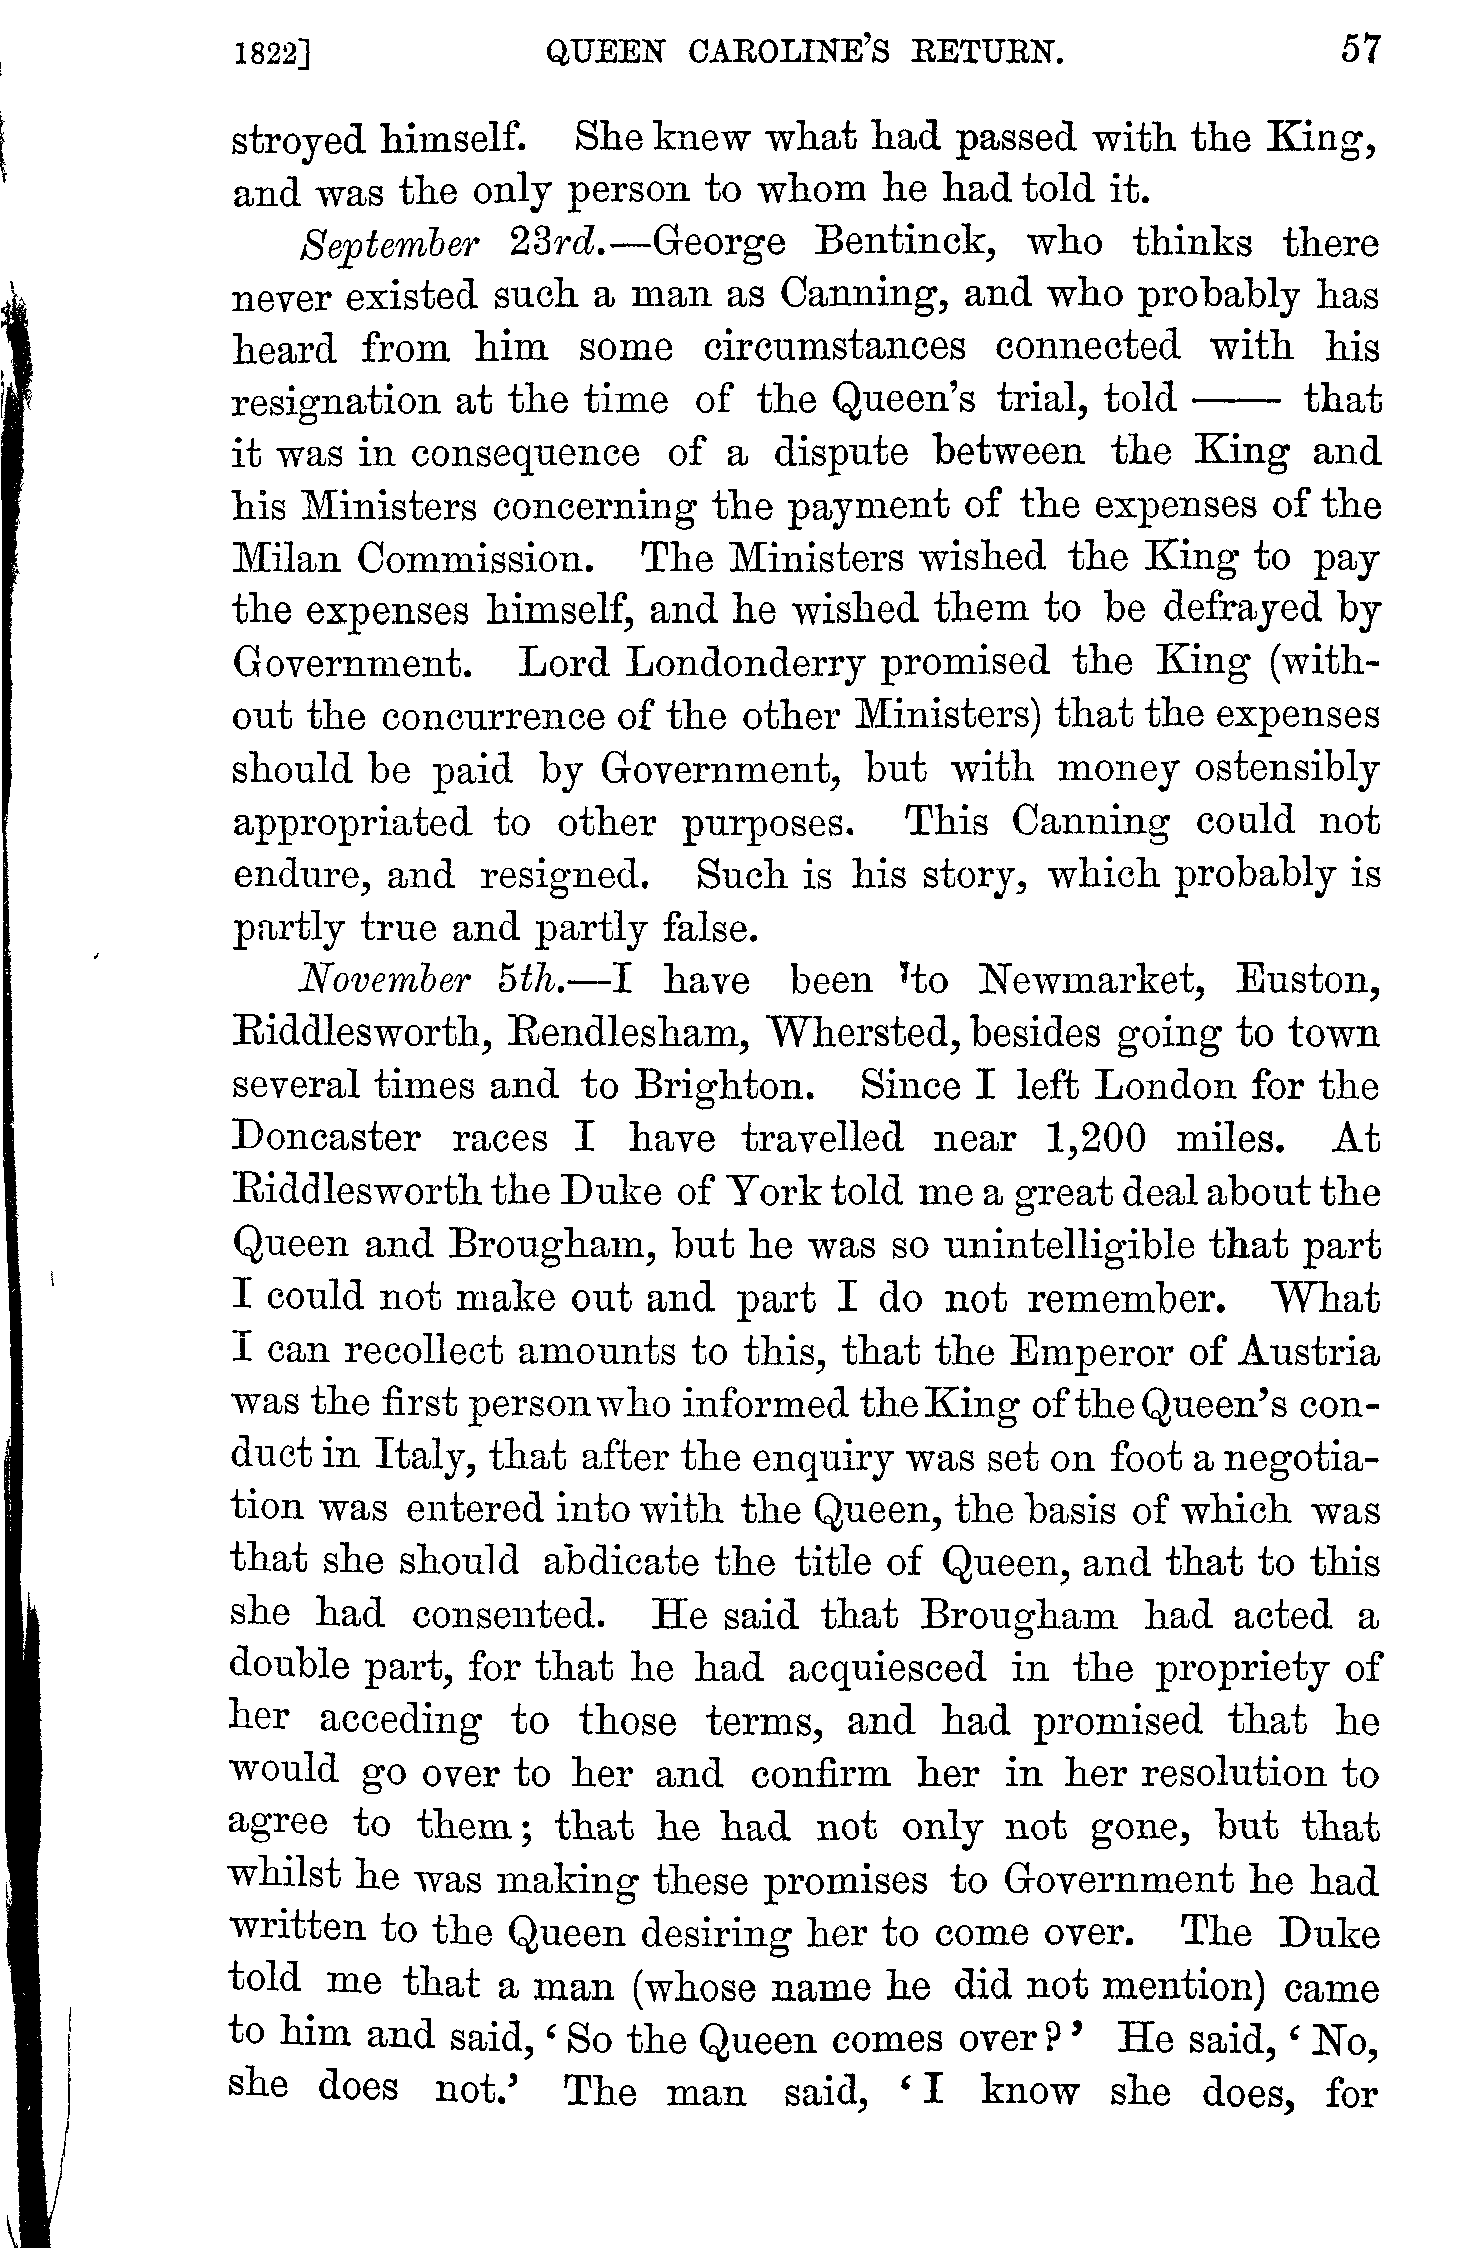 1822] QUEEN CAROLINE'S RETURN. 57
stroyed himself. She knew what had passed with the King,
and was the only person to whom he had told it.
September 23rd.—George Bentinck, who thinks there
never existed such a man as Canning, and who probably has
heard from him some circumstances connected with his
resignation at the time of the Queen's trial, told —— that
it was in consequence of a dispute between the King and
his Ministers concerning the payment of the expenses of the
Milan Commission. The Ministers wished the King to pay
the expenses himself, and he wished them to be defrayed by
Government. Lord Londonderry promised the King (with-
out the concurrence of the other Ministers) that the expenses
should be paid by Government, but with money ostensibly
appropriated to other purposes. This Canning could not
endure, and resigned. Such is his story, which probably is
partly true and partly false.
November 5th.—I have been to Newmarket, Euston,
Riddlesworth, Rendlesham, Whersted, besides going to town
several times and to Brighton. Since I left London for the
Doncaster races I have travelled near 1,200 miles. At
Riddlesworth the Duke of York told me a great deal about the
Queen and Brougham, but he was so unintelligible that part
I could not make out and part I do not remember. What
I can recollect amounts to this, that the Emperor of Austria
was the first person who informed the King of the Queen's con-
duct in Italy, that after the enquiry was set on foot a negotia-
tion was entered into with the Queen, the basis of which was
that she should abdicate the title of Queen, and that to this
she had consented. He said that Brougham had acted a
double part, for that he had acquiesced in the propriety of
her acceding to those terms, and had promised that he
would go over to her and confirm her in her resolution to
agree to them; that he had not only not gone, but that
whilst he was making these promises to Government he had
written to the Queen desiring her to come over. The Duke
told me that a man (whose name he did not mention) came
to him and said, 'So the Queen comes over?' He said, 'No,
she does not.' The man said, 'I know she does, for